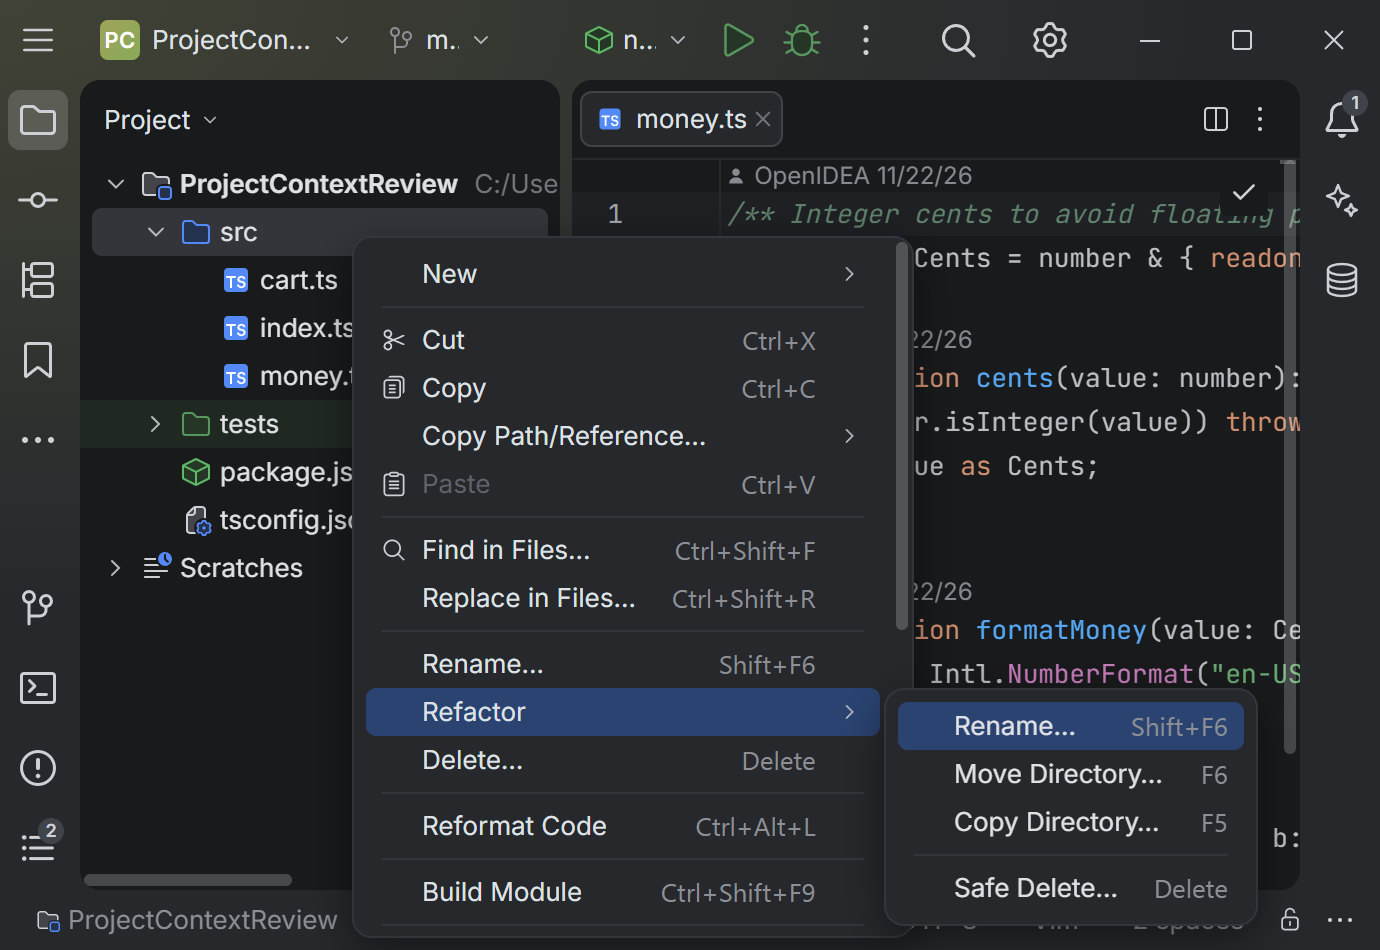 PC ProjectCon... m.. n...
Project
money.ts
1
ProjectContextReview C:/Use
OpenIDEA 11/22/26
1 /** Integer cents to avoid floating p
src
Cents = number & { readon
cart.ts
index.ts
22/26
money.t
ion cents(value: number):
r.isInteger(value)) throw
tests
ue as Cents;
package.js
tsconfig.jso
Scratches
22/26
ion formatMoney(value: Ce
Intl.NumberFormat("en-US
b:
2
New
Cut Ctrl+X
Copy Ctrl+C
Copy Path/Reference...
Paste Ctrl+V
Find in Files... Ctrl+Shift+F
Replace in Files... Ctrl+Shift+R
Rename... Shift+F6
Refactor
Delete... Delete
Reformat Code Ctrl+Alt+L
Build Module Ctrl+Shift+F9
Rename... Shift+F6
Move Directory... F6
Copy Directory... F5
Safe Delete... Delete
ProjectContextReview